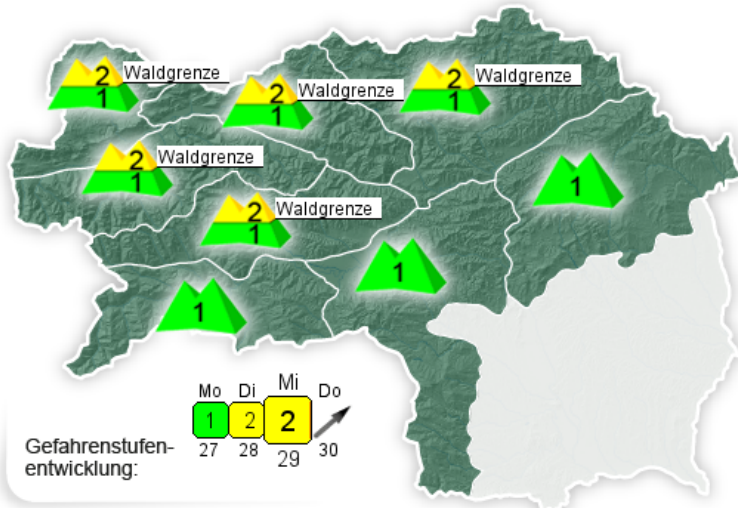 2 Waldgrenze
1
2 Waldgrenze
1
2 Waldgrenze
1
2 Waldgrenze
1
1
2 Waldgrenze
1
1
1
Mo Di Mi Do
1 2 2
27 28 29 30
Gefahrenstufen-
entwicklung: